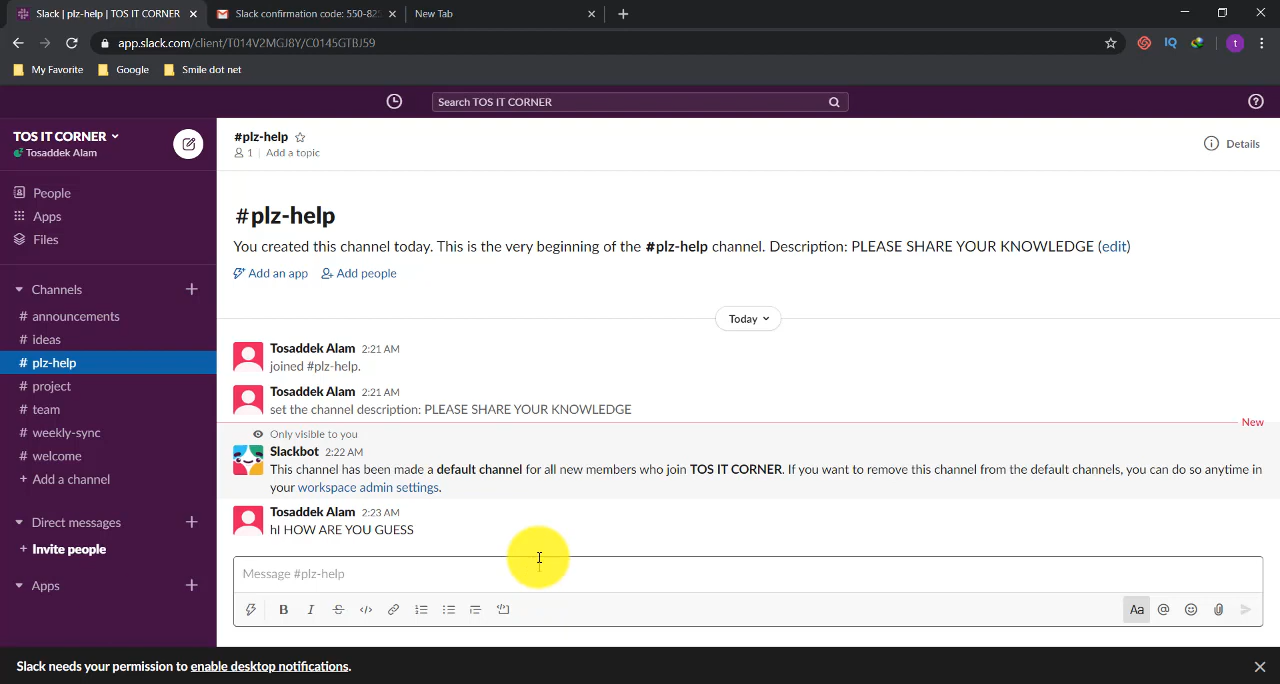 Slack | plz-help | TOS IT CORNER
Slack confirmation code: 550-82
New Tab
app.slack.com/client/T014V2MGJ8Y/C0145GTBJ59
IQ
t
My Favorite
Google
Smile dot net
Search TOS IT CORNER
TOS IT CORNER
Tosaddek Alam
#plz-help
1 | Add a topic
Details
People
Apps
Files
#plz-help
You created this channel today. This is the very beginning of the #plz-help channel. Description: PLEASE SHARE YOUR KNOWLEDGE (edit)
Add an app
Add people
Channels
# announcements
# ideas
# plz-help
# project
# team
# weekly-sync
# welcome
+ Add a channel
Direct messages
+ Invite people
Apps
Today
Tosaddek Alam 2:21 AM
joined #plz-help.
Tosaddek Alam 2:21 AM
set the channel description: PLEASE SHARE YOUR KNOWLEDGE
New
Only visible to you
Slackbot 2:22 AM
This channel has been made a default channel for all new members who join TOS IT CORNER. If you want to remove this channel from the default channels, you can do so anytime in
your workspace admin settings.
Tosaddek Alam 2:23 AM
hI HOW ARE YOU GUESS
Message #plz-help
B I S
Aa @
Slack needs your permission to enable desktop notifications.